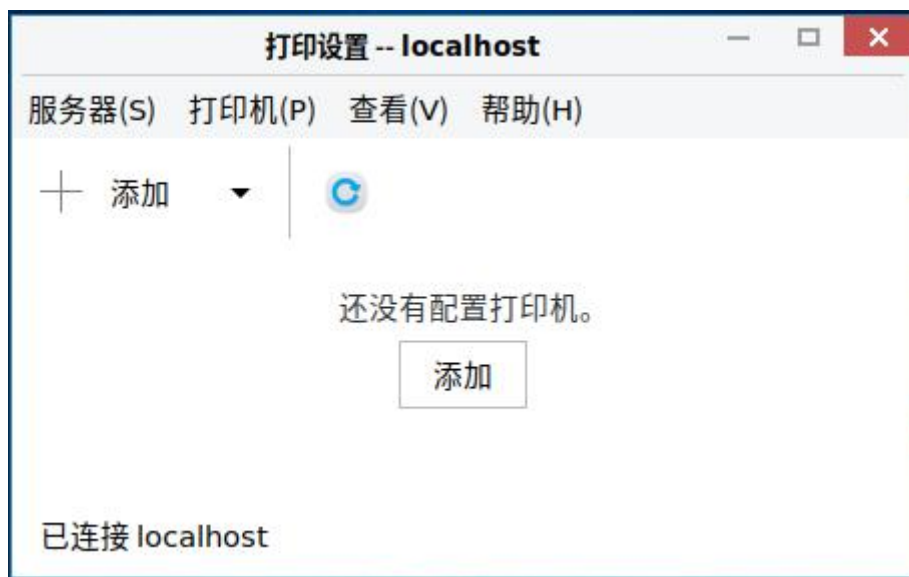 打印设置 -- localhost
服务器(S) 打印机(P) 查看(V) 帮助(H)
添加
还没有配置打印机。
添加
已连接 localhost